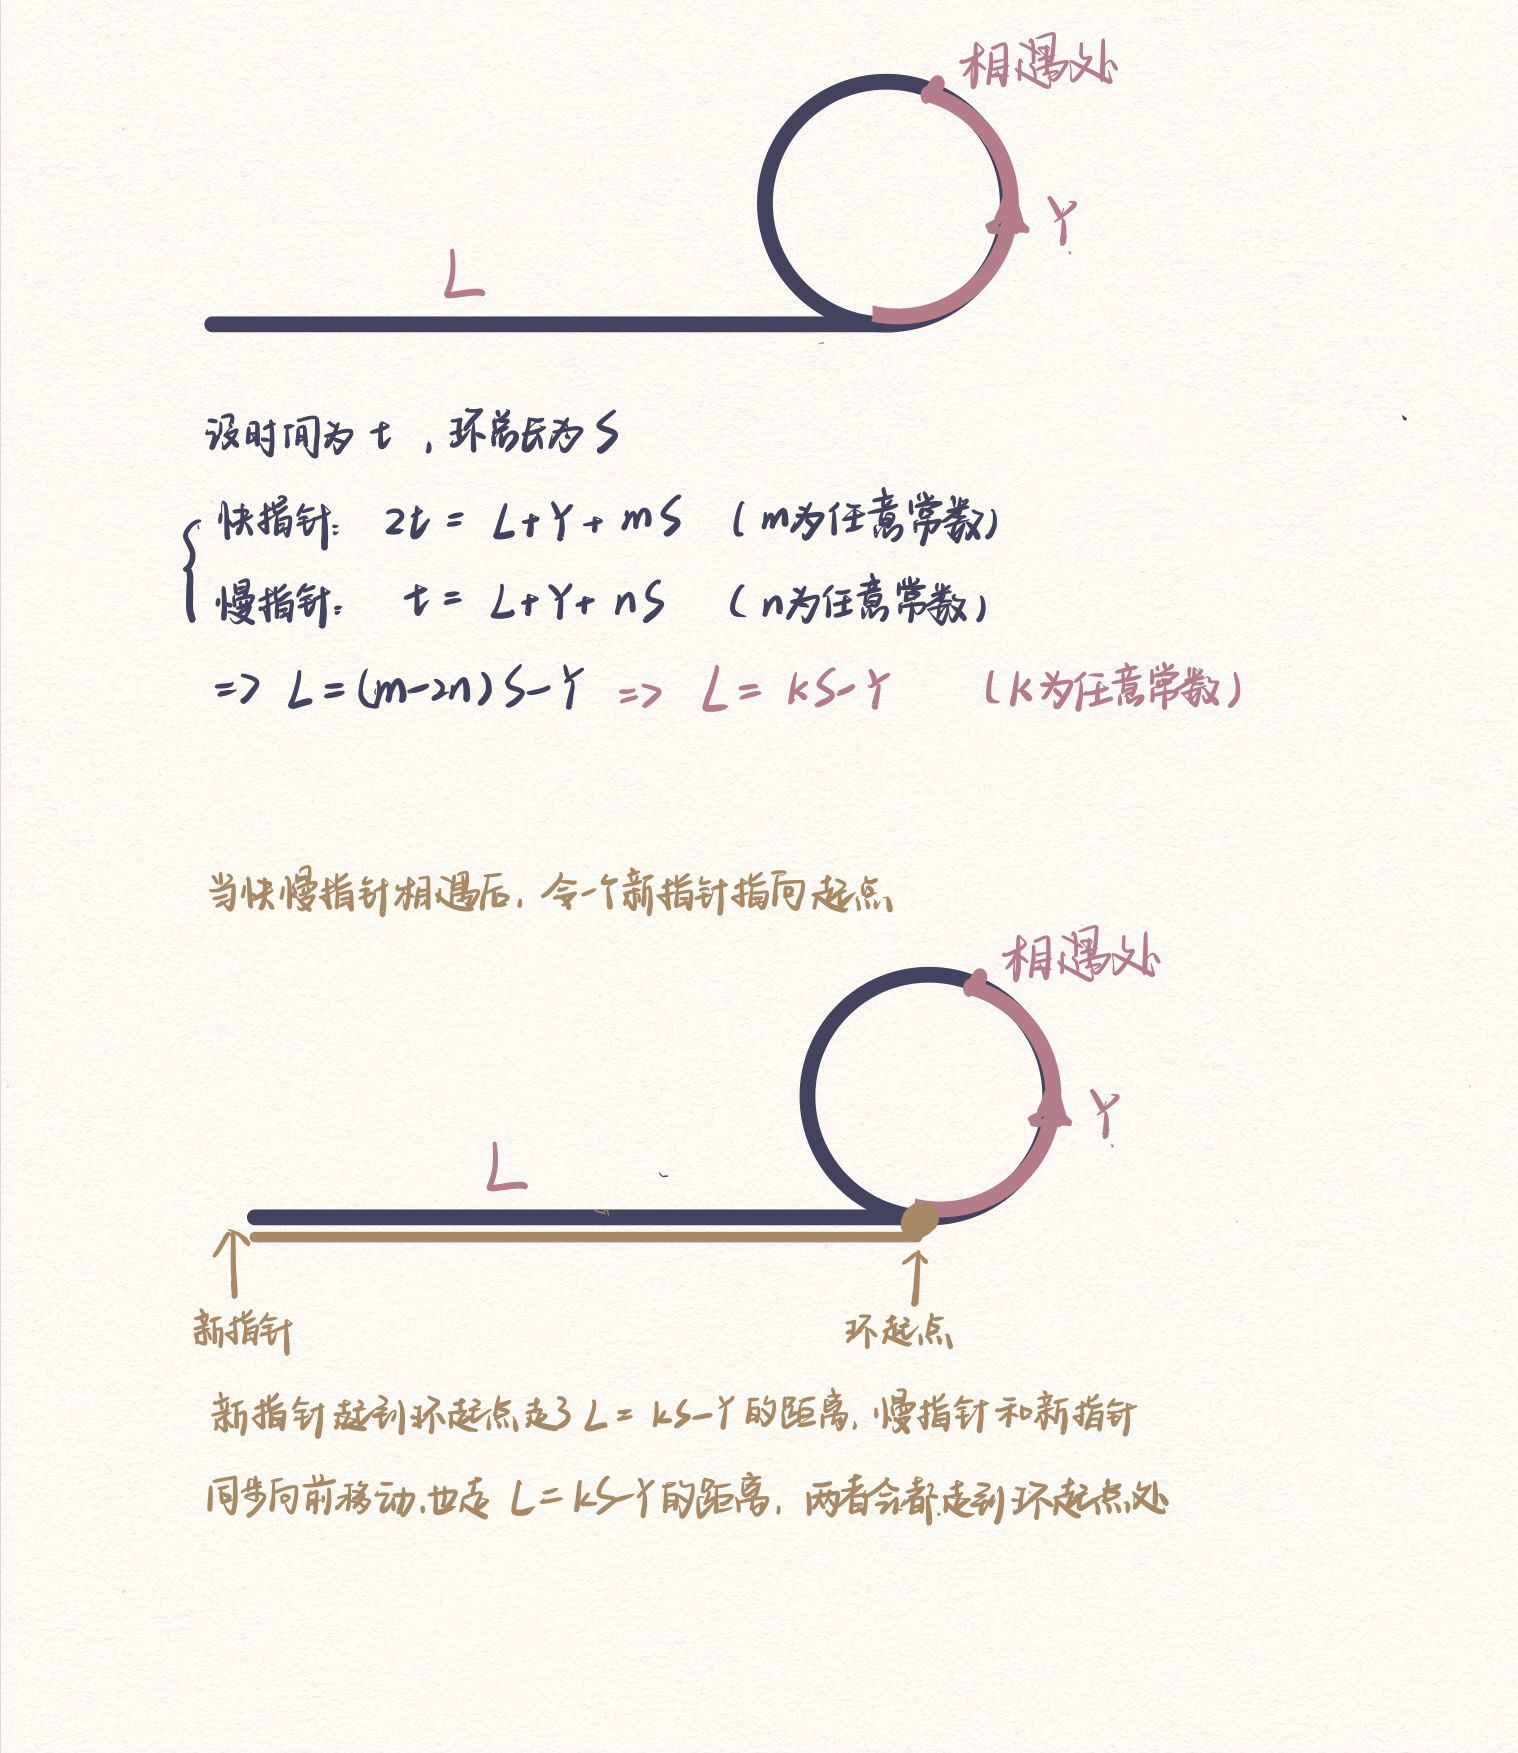 相遇处
Y
L
设时间为 t ,环总长为 S
快指针: 2t = L+Y+mS (m为任意常数)
慢指针: t = L+Y+nS (n为任意常数)
=> L=(m-2n)S-Y => L= kS-Y (k为任意常数)
当快慢指针相遇后,令一个新指针指向起点
相遇处
Y
L
新指针 环起点
新指针走到环起点走了 L= kS-Y 的距离,慢指针和新指针
同步向前移动,也走 L=kS-Y 的距离,两者会都走到环起点处